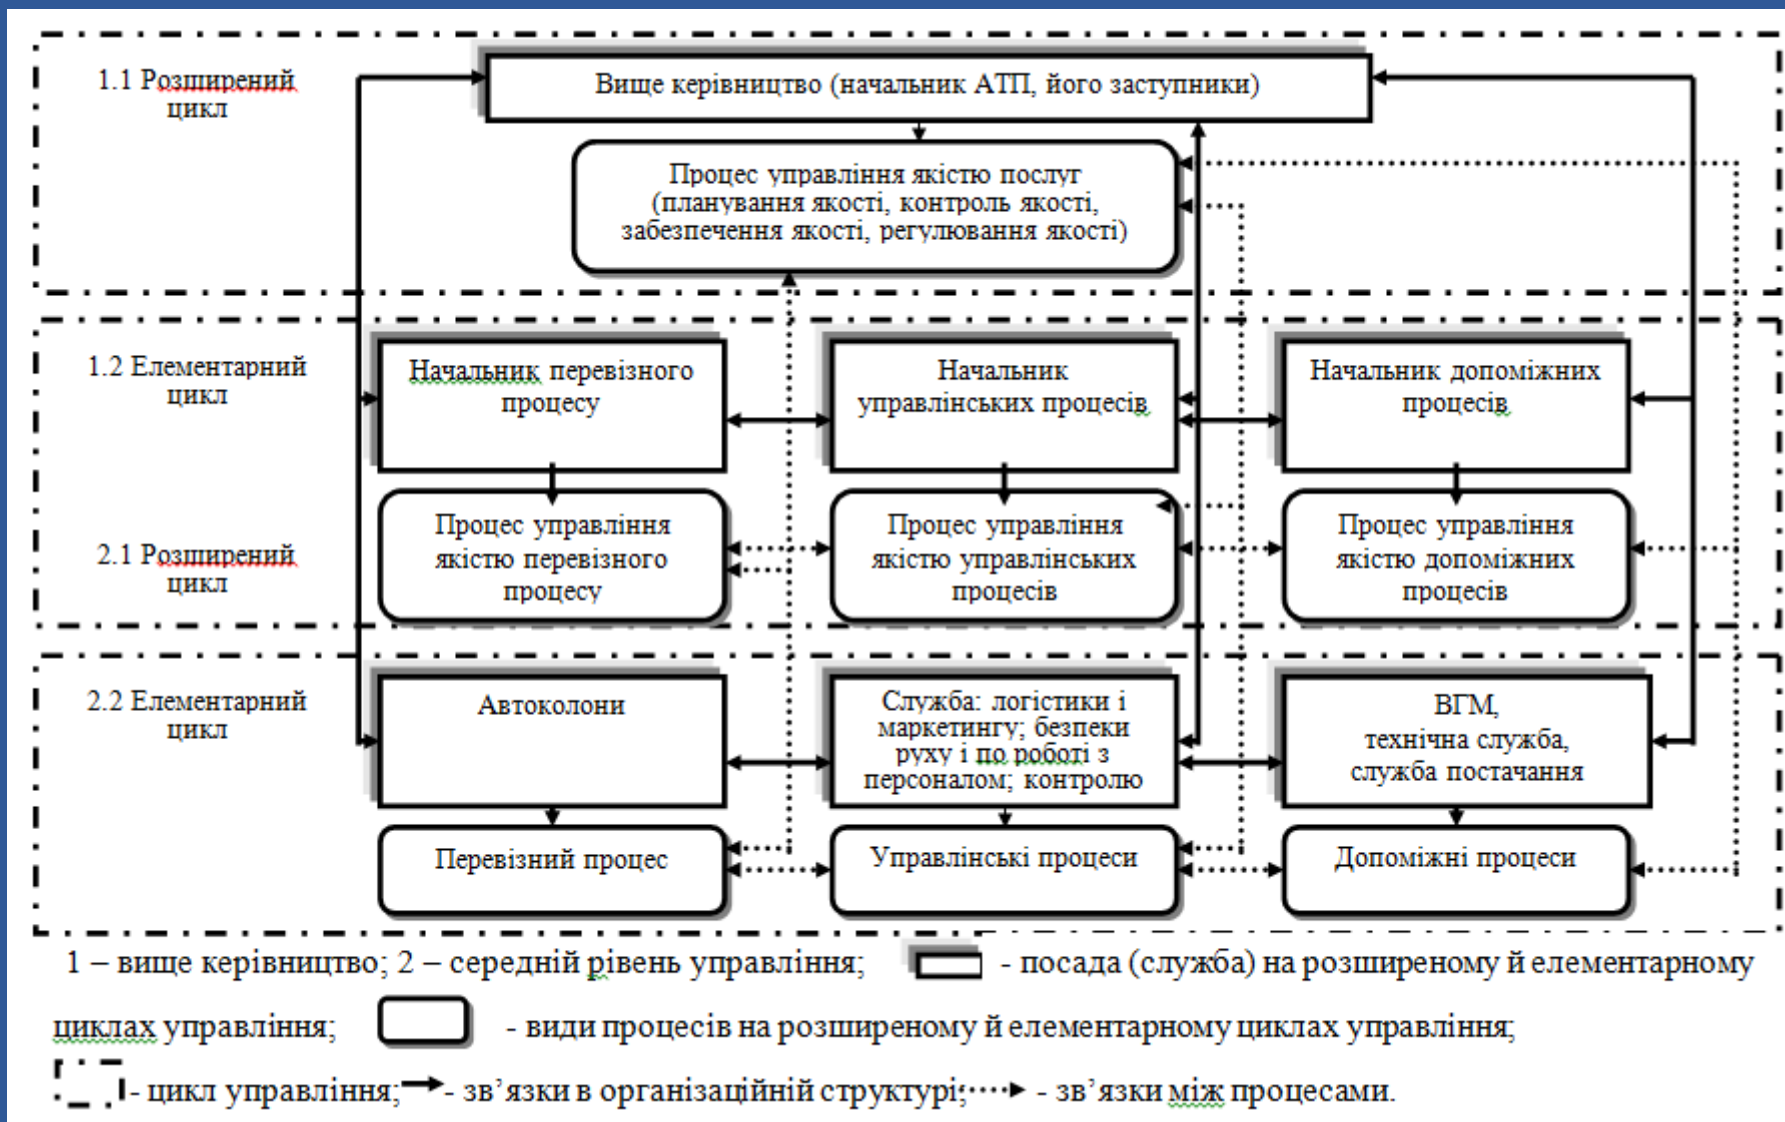 1.1 Розширений
цикл
Вище керівництво (начальник АТП, його заступники)
Процес управління якістю послуг
(планування якості, контроль якості,
забезпечення якості, регулювання якості)
1.2 Елементарний
цикл
Начальник перевізного
процесу
Начальник
управлінських процесів
Начальник допоміжних
процесів
2.1 Розширений
цикл
Процес управління
якістю перевізного
процесу
Процес управління
якістю управлінських
процесів
Процес управління
якістю допоміжних
процесів
2.2 Елементарний
цикл
Автоколони
Служба: логістики і
маркетингу; безпеки
руху і по роботі з
персоналом; контролю
ВГМ,
технічна служба,
служба постачання
Перевізний процес
Управлінські процеси
Допоміжні процеси
1 – вище керівництво; 2 – середній рівень управління; - посада (служба) на розширеному й елементарному
циклах управління; - види процесів на розширеному й елементарному циклах управління;
- цикл управління; - зв’язки в організаційній структурі; - зв’язки між процесами.